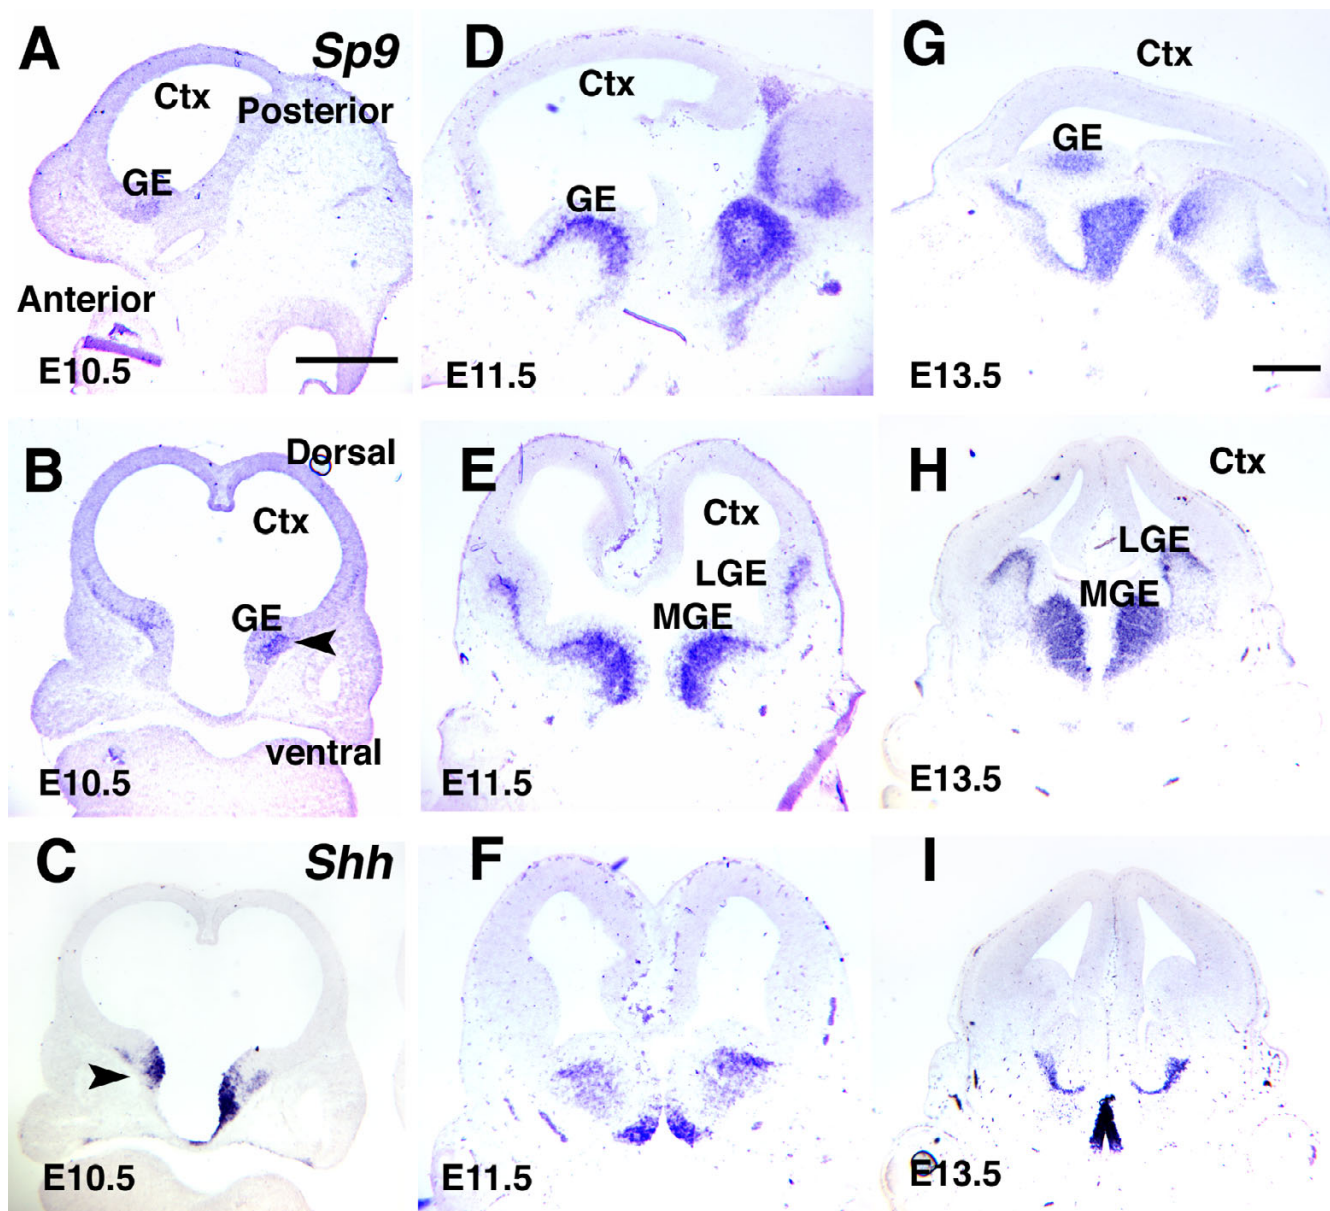 A
Sp9
Ctx
Posterior
GE
Anterior
E10.5
D
Ctx
GE
E11.5
G
Ctx
GE
E13.5
B
Dorsal
Ctx
GE
ventral
E10.5
E
Ctx
LGE
MGE
E11.5
H
Ctx
LGE
MGE
E13.5
C
Shh
E10.5
F
E11.5
I
E13.5